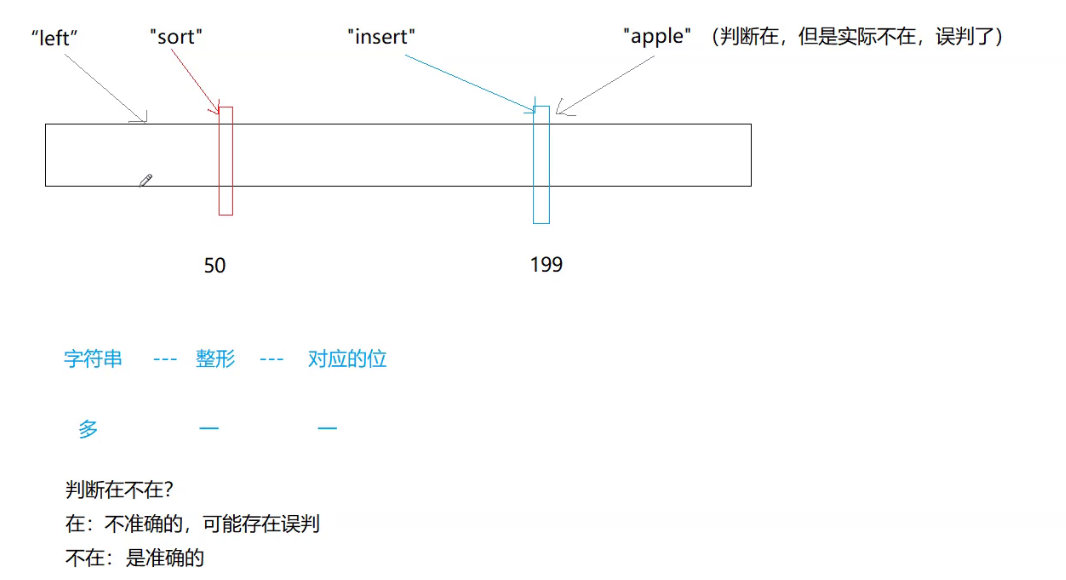 “left” "sort" "insert" "apple" （判断在，但是实际不在，误判了）
50 199
字符串 --- 整形 --- 对应的位
多 一 一
判断在不在？
在：不准确的，可能存在误判
不在：是准确的